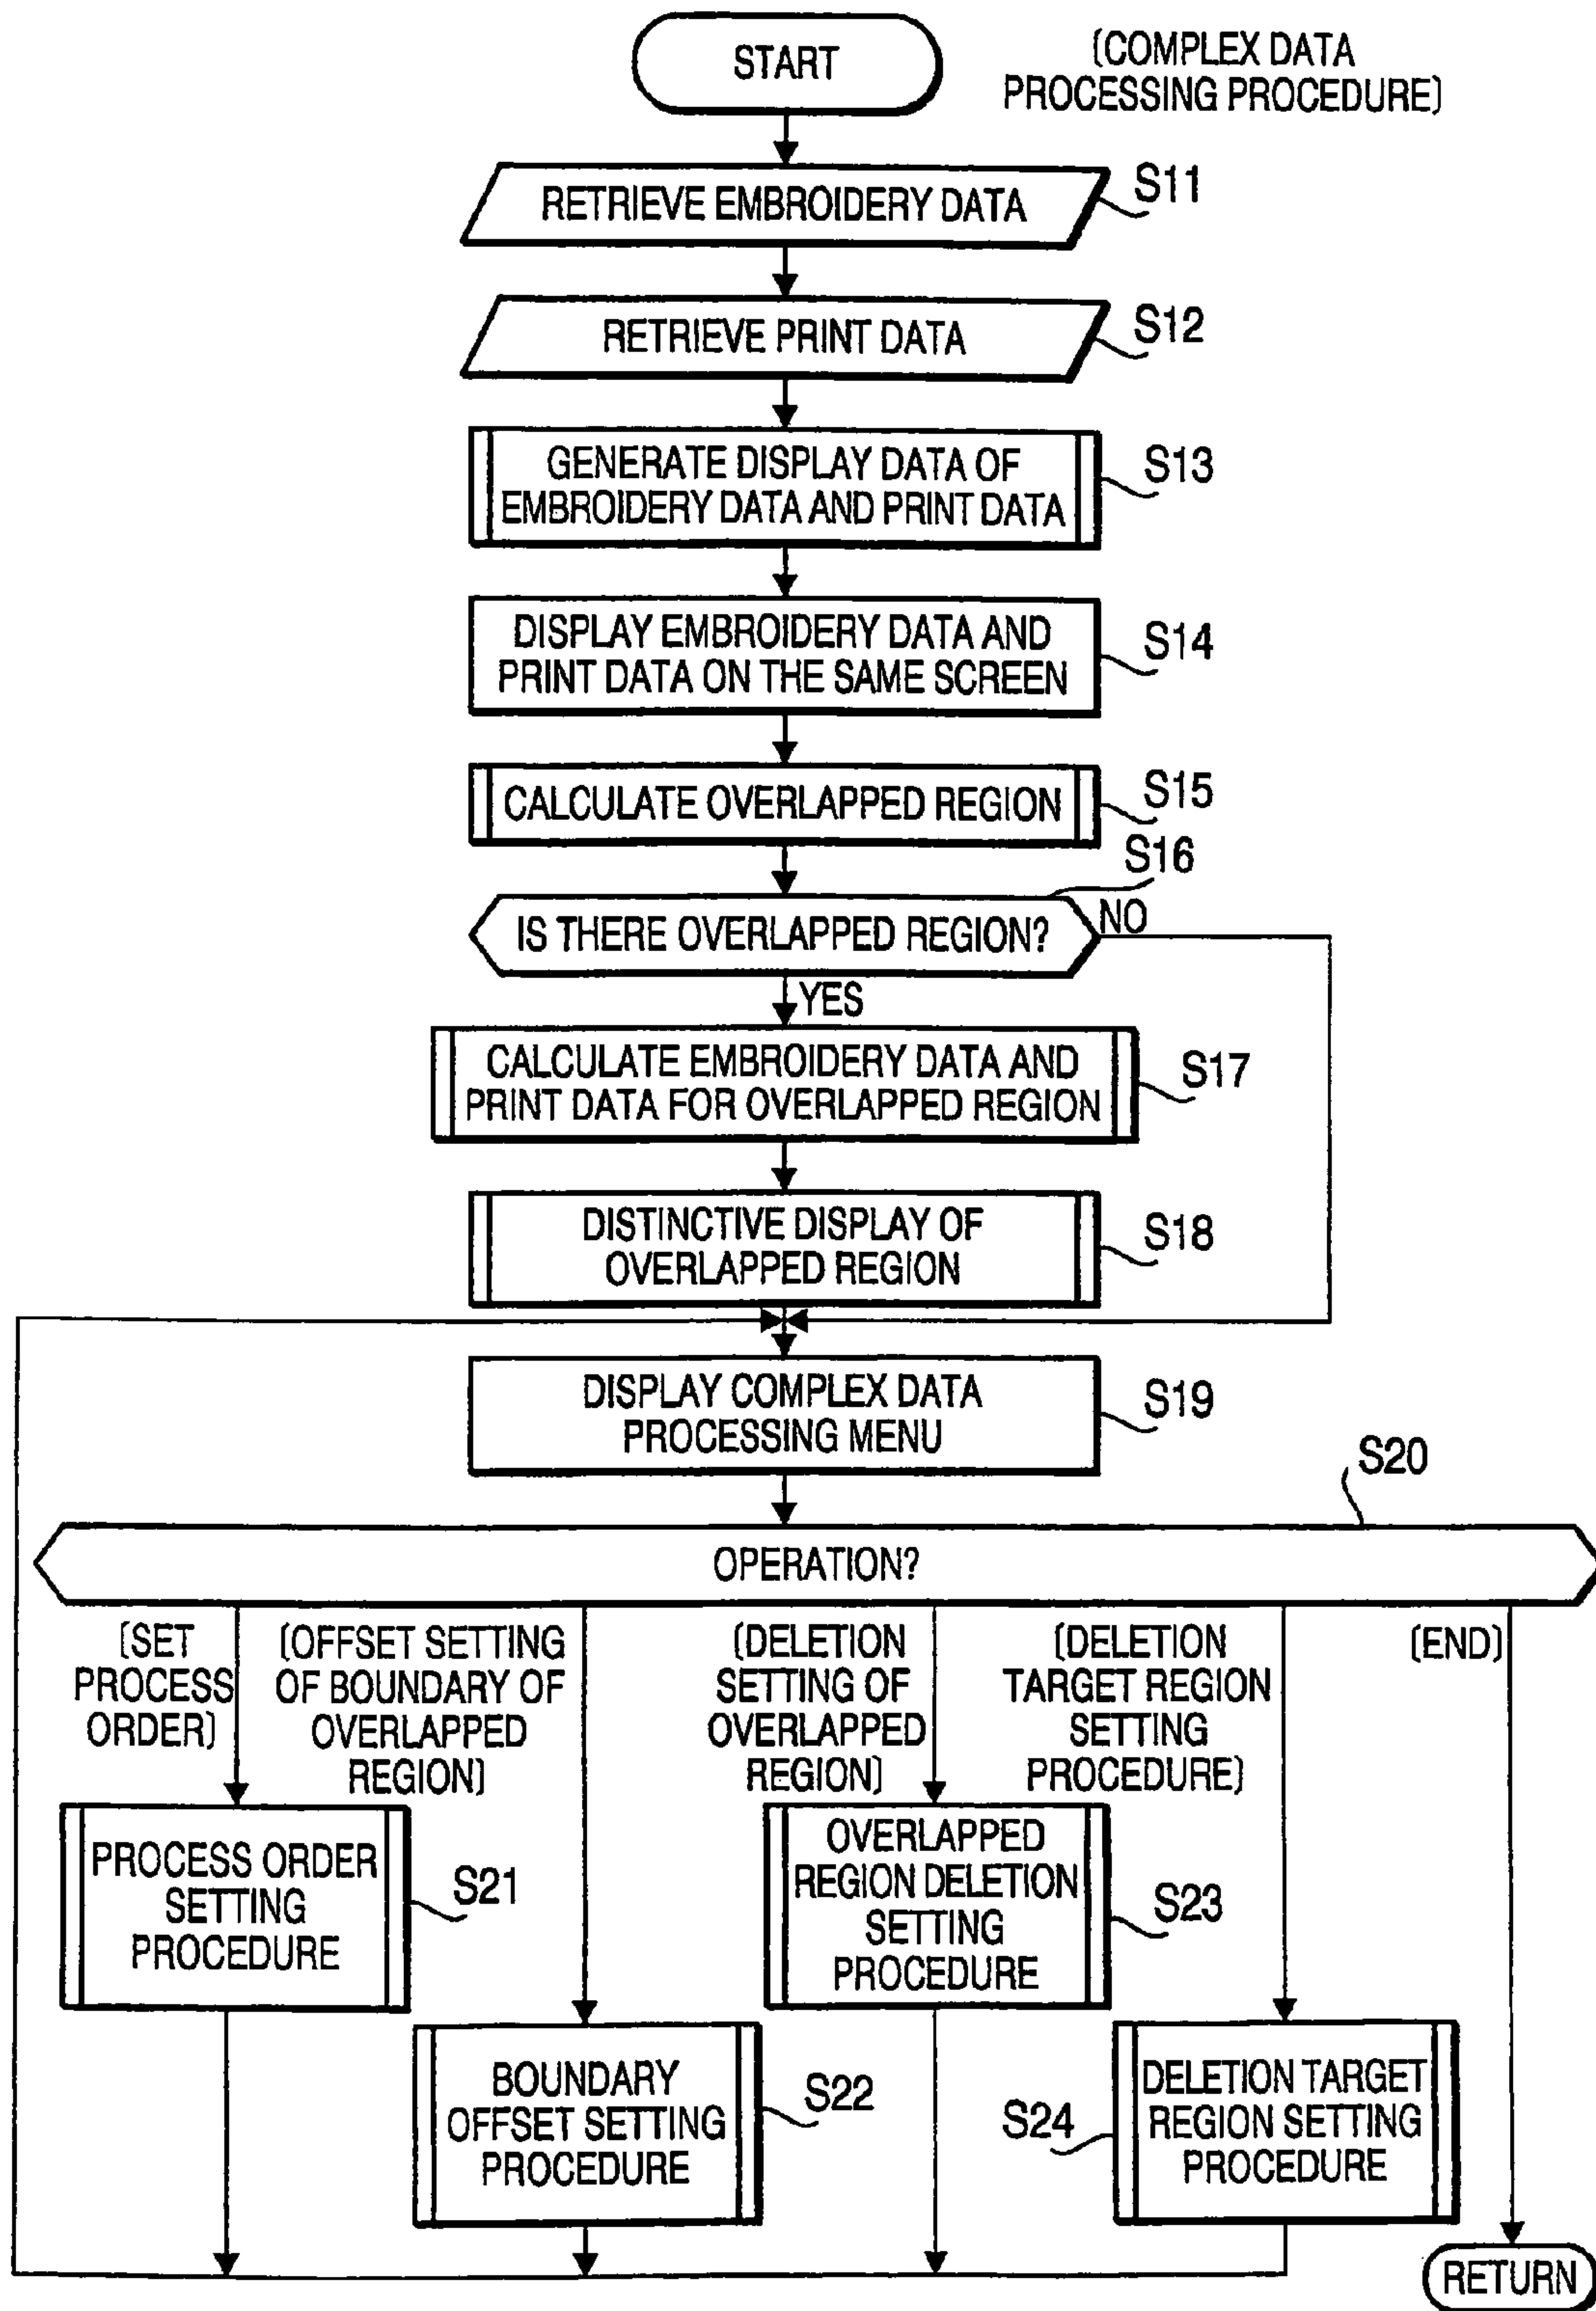 START
(COMPLEX DATA
PROCESSING PROCEDURE)
RETRIEVE EMBROIDERY DATA
S11
RETRIEVE PRINT DATA
S12
GENERATE DISPLAY DATA OF
EMBROIDERY DATA AND PRINT DATA
S13
DISPLAY EMBROIDERY DATA AND
PRINT DATA ON THE SAME SCREEN
S14
CALCULATE OVERLAPPED REGION
S15
S16
IS THERE OVERLAPPED REGION?
NO
YES
CALCULATE EMBROIDERY DATA AND
PRINT DATA FOR OVERLAPPED REGION
S17
DISTINCTIVE DISPLAY OF
OVERLAPPED REGION
S18
DISPLAY COMPLEX DATA
PROCESSING MENU
S19
S20
OPERATION?
(SET
PROCESS
ORDER)
(OFFSET SETTING
OF BOUNDARY OF
OVERLAPPED
REGION)
(DELETION
SETTING OF
OVERLAPPED
REGION)
(DELETION
TARGET REGION
SETTING
PROCEDURE)
(END)
PROCESS ORDER
SETTING
PROCEDURE
S21
OVERLAPPED
REGION DELETION
SETTING
PROCEDURE
S23
BOUNDARY
OFFSET SETTING
PROCEDURE
S22
S24
DELETION TARGET
REGION SETTING
PROCEDURE
RETURN